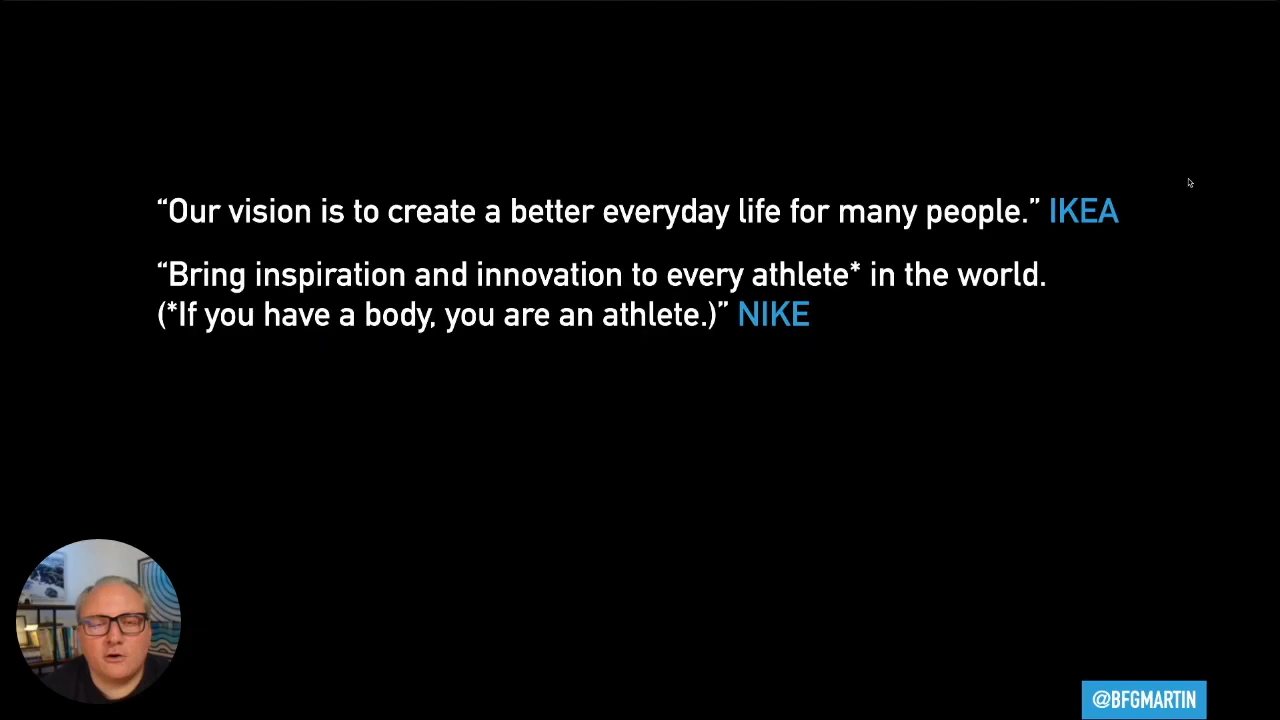 “Our vision is to create a better everyday life for many people.” IKEA
“Bring inspiration and innovation to every athlete* in the world.
(*If you have a body, you are an athlete.)” NIKE
@BFGMARTIN